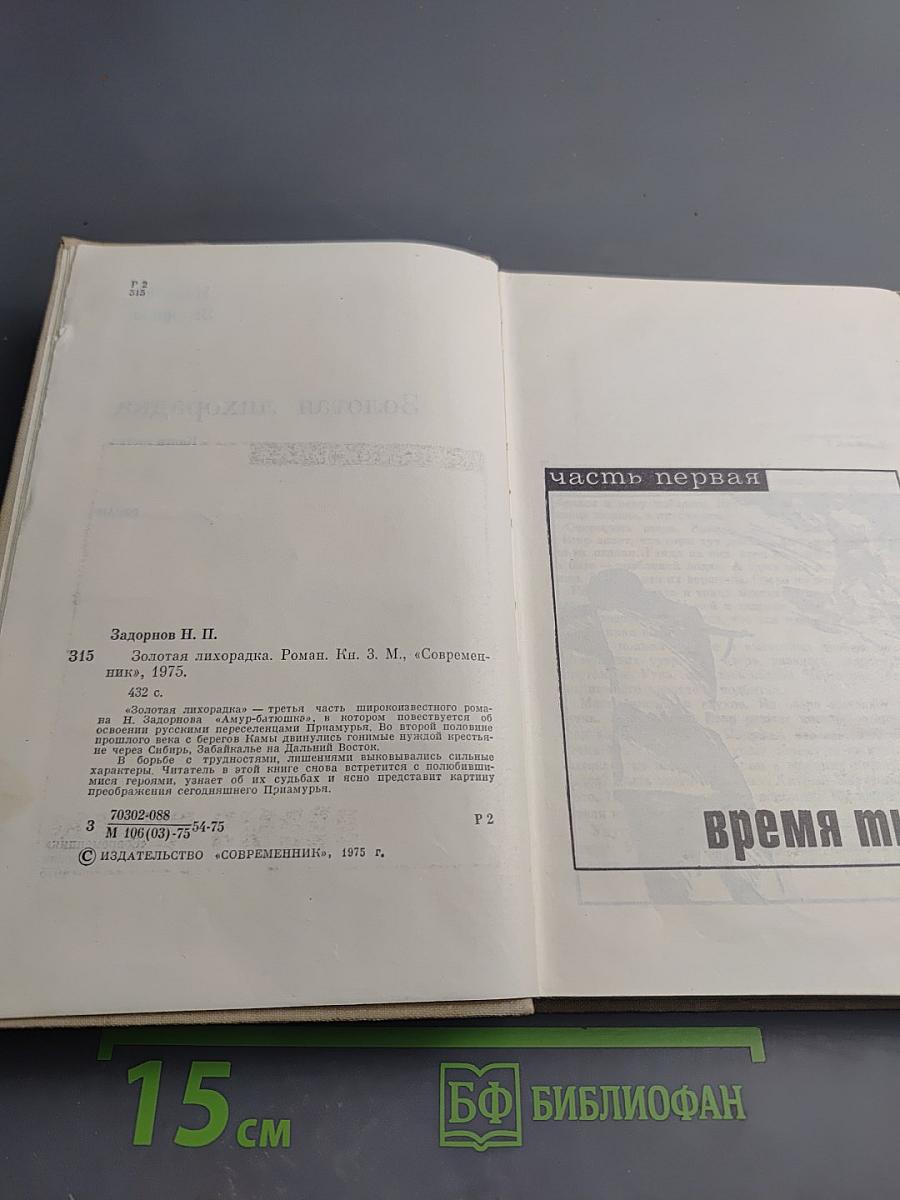 Р 2
315
Золотая лихорадка
Задорнов Н. П.
315 Золотая лихорадка. Роман. Кн. 3. М., «Современ-
ник», 1975.
432 с.
«Золотая лихорадка» — третья часть широкоизвестного рома-
на Н. Задорнова «Амур-батюшка», в котором повествуется об
освоении русскими переселенцами Приамурья. Во второй половине
прошлого века с берегов Камы двинулись гонимые нуждой крестья-
не через Сибирь, Забайкалье на Дальний Восток.
В борьбе с трудностями, лишениями выковывались сильные
характеры. Читатель в этой книге снова встретится с полюбивши-
мися героями, узнает об их судьбах и ясно представит картину
преображения сегодняшнего Приамурья.
70302-088
З М 106(03)-75 54-75 Р 2
© ИЗДАТЕЛЬСТВО «СОВРЕМЕННИК», 1975 г.
часть первая
время
15 см
БФ БИБЛИОФАН